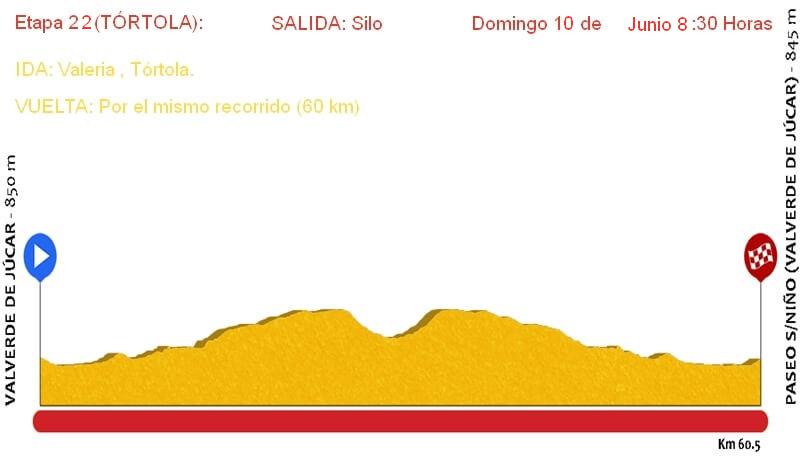 Etapa 22(TÓRTOLA): SALIDA: Silo Domingo 10 de Junio 8:30 Horas
IDA: Valeria , Tórtola.
VUELTA: Por el mismo recorrido (60 km)
VALVERDE DE JÚCAR - 850 m
PASEO S/NIÑO (VALVERDE DE JÚCAR) - 845 m
Km 60.5